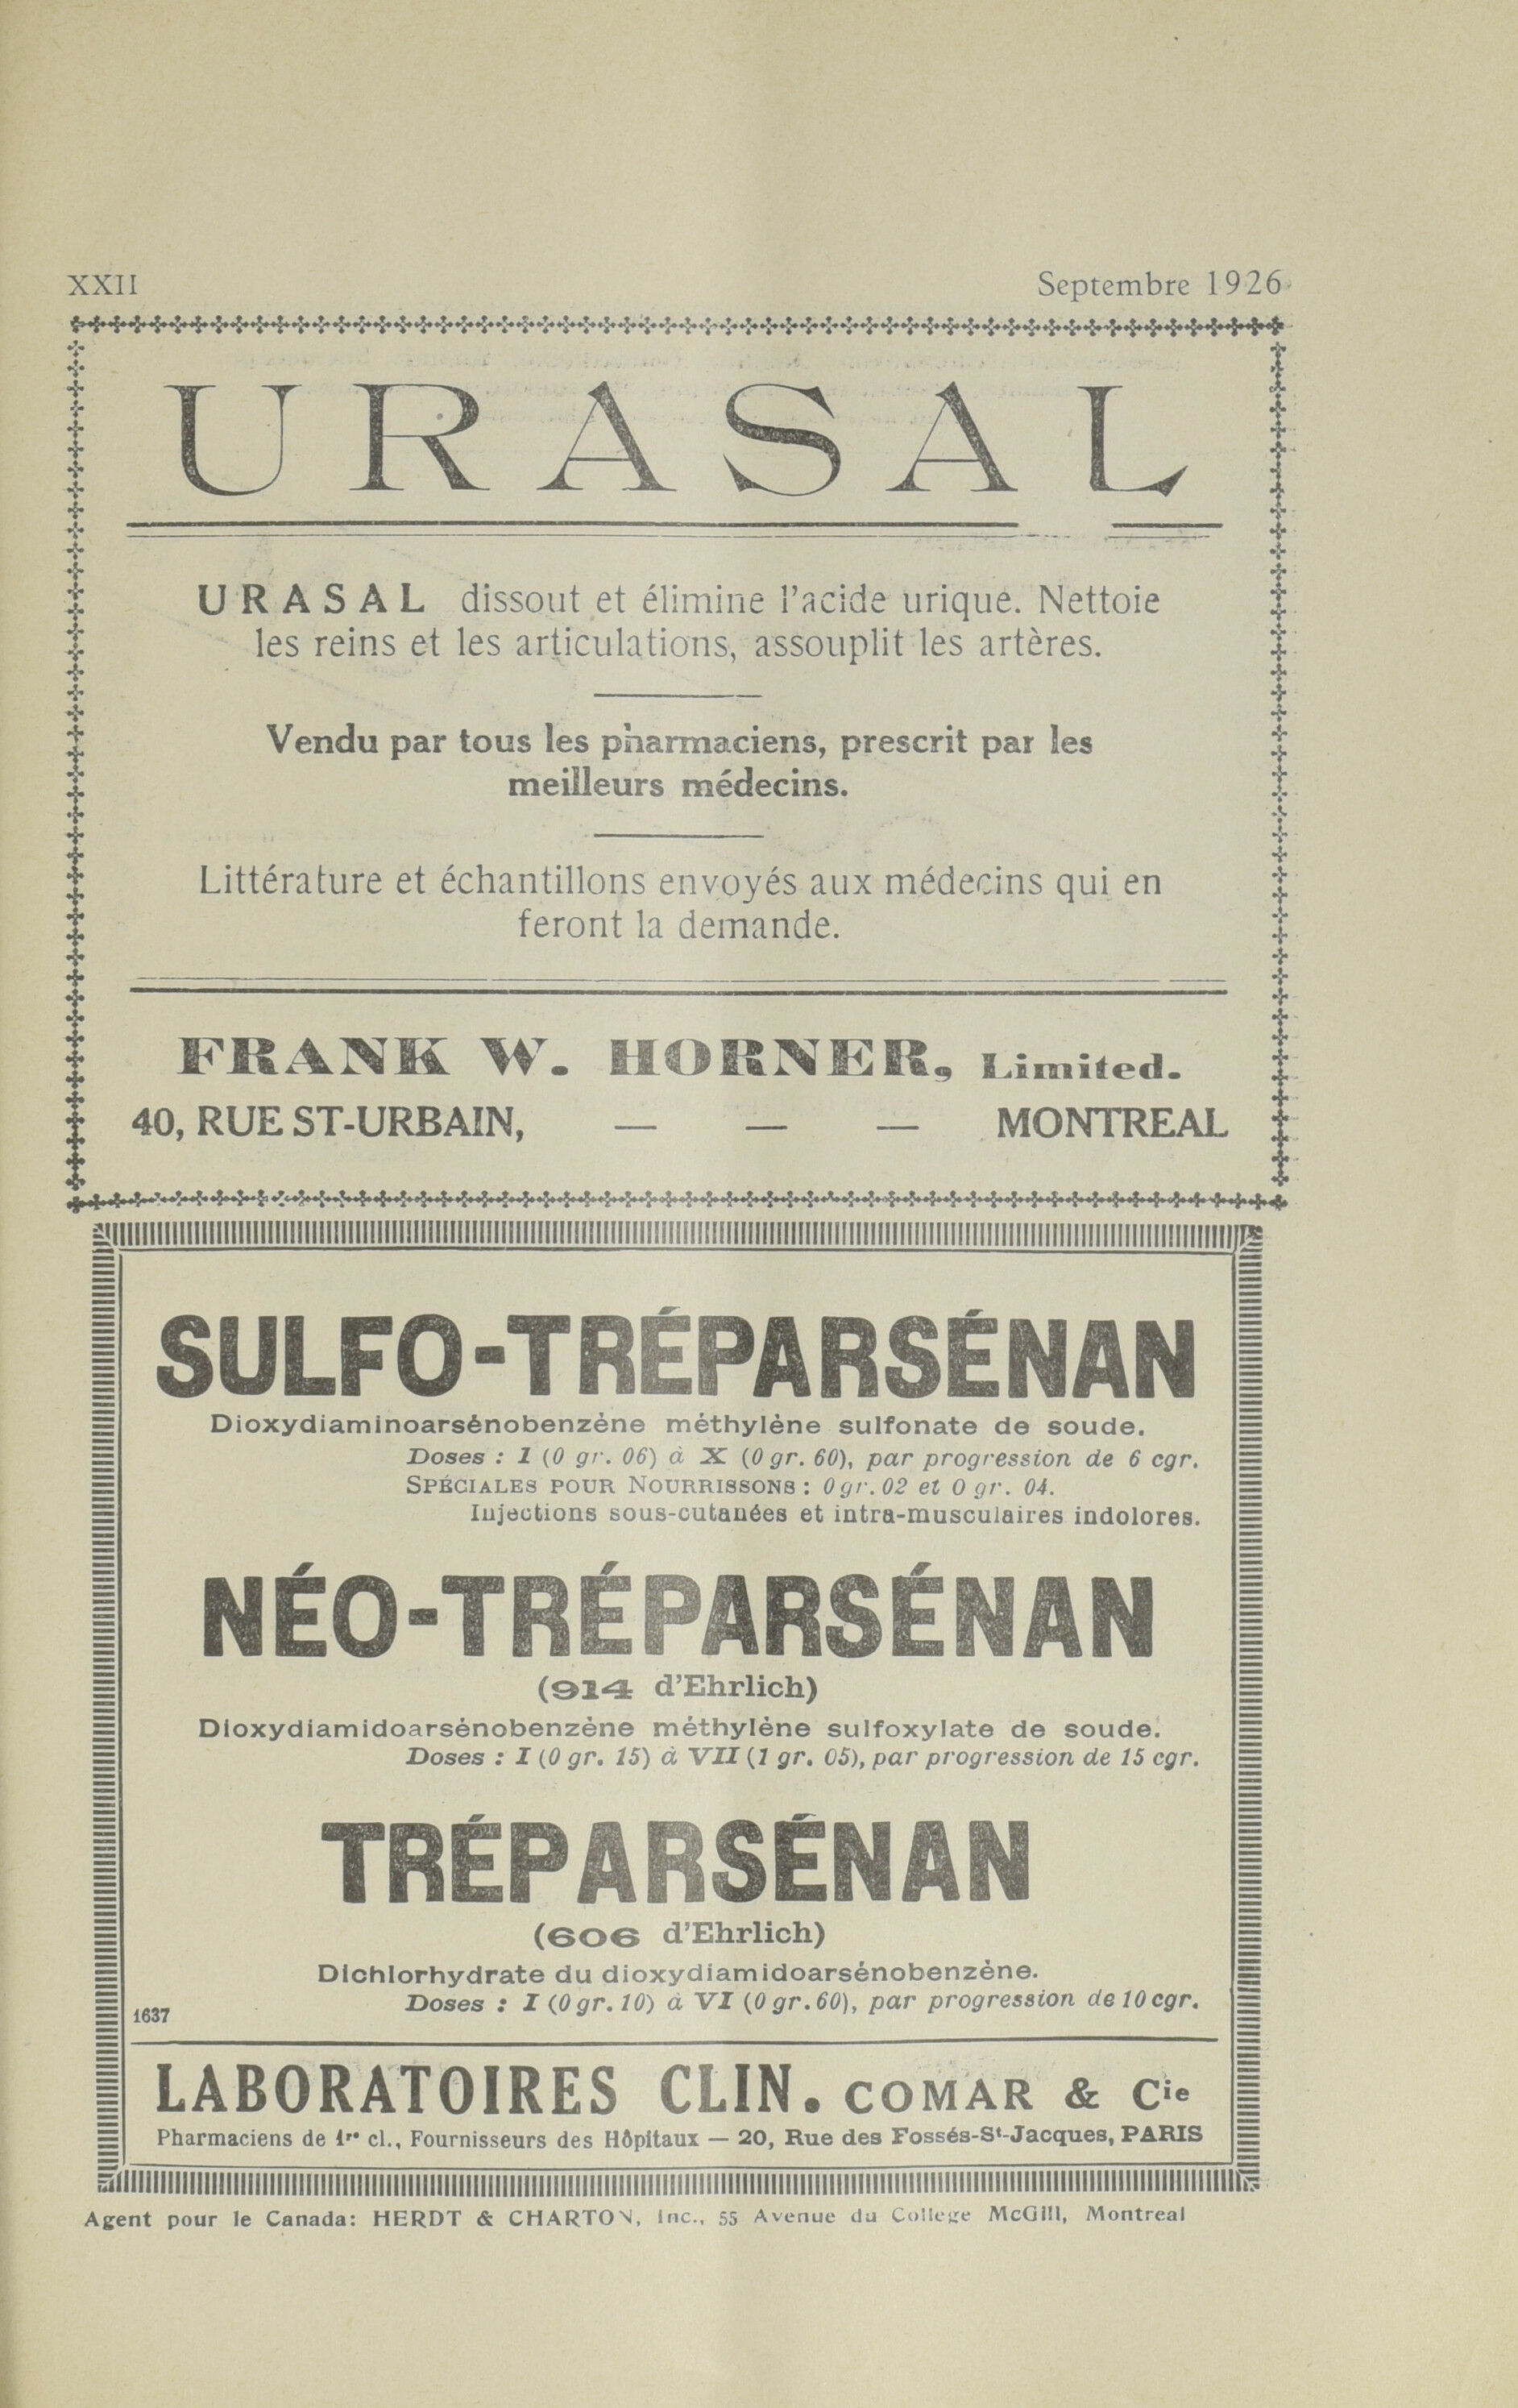 XXII Septembre 1926
URASAL
URASAL dissout et élimine l'acide urique. Nettoie
les reins et les articulations, assouplit les artères.
Vendu par tous les pharmaciens, prescrit par les
meilleurs médecins.
Littérature et échantillons envoyés aux médecins qui en
feront la demande.
FRANK W. HORNER, Limited.
40, RUE ST-URBAIN, — — — MONTREAL
SULFO-TRÉPARSÉNAN
Dioxydiaminoarsénobenzène méthylène sulfonate de soude.
Doses : I (0 gr. 06) à X (0 gr. 60), par progression de 6 cgr.
SPÉCIALES POUR NOURRISSONS : 0 gr. 02 et 0 gr. 04.
Injections sous-cutanées et intra-musculaires indolores.
NÉO-TRÉPARSÉNAN
(914 d'Ehrlich)
Dioxydiamidoarsénobenzène méthylène sulfoxylate de soude.
Doses : I (0 gr. 15) à VII (1 gr. 05), par progression de 15 cgr.
TRÉPARSÉNAN
(606 d'Ehrlich)
Dichlorhydrate du dioxydiamidoarsénobenzène.
Doses : I (0 gr. 10) à VI (0 gr. 60), par progression de 10 cgr.
1637
LABORATOIRES CLIN. COMAR & Cie
Pharmaciens de 1re cl., Fournisseurs des Hôpitaux — 20, Rue des Fossés-St-Jacques, PARIS
Agent pour le Canada: HERDT & CHARTON, Inc., 55 Avenue du College McGill, Montreal